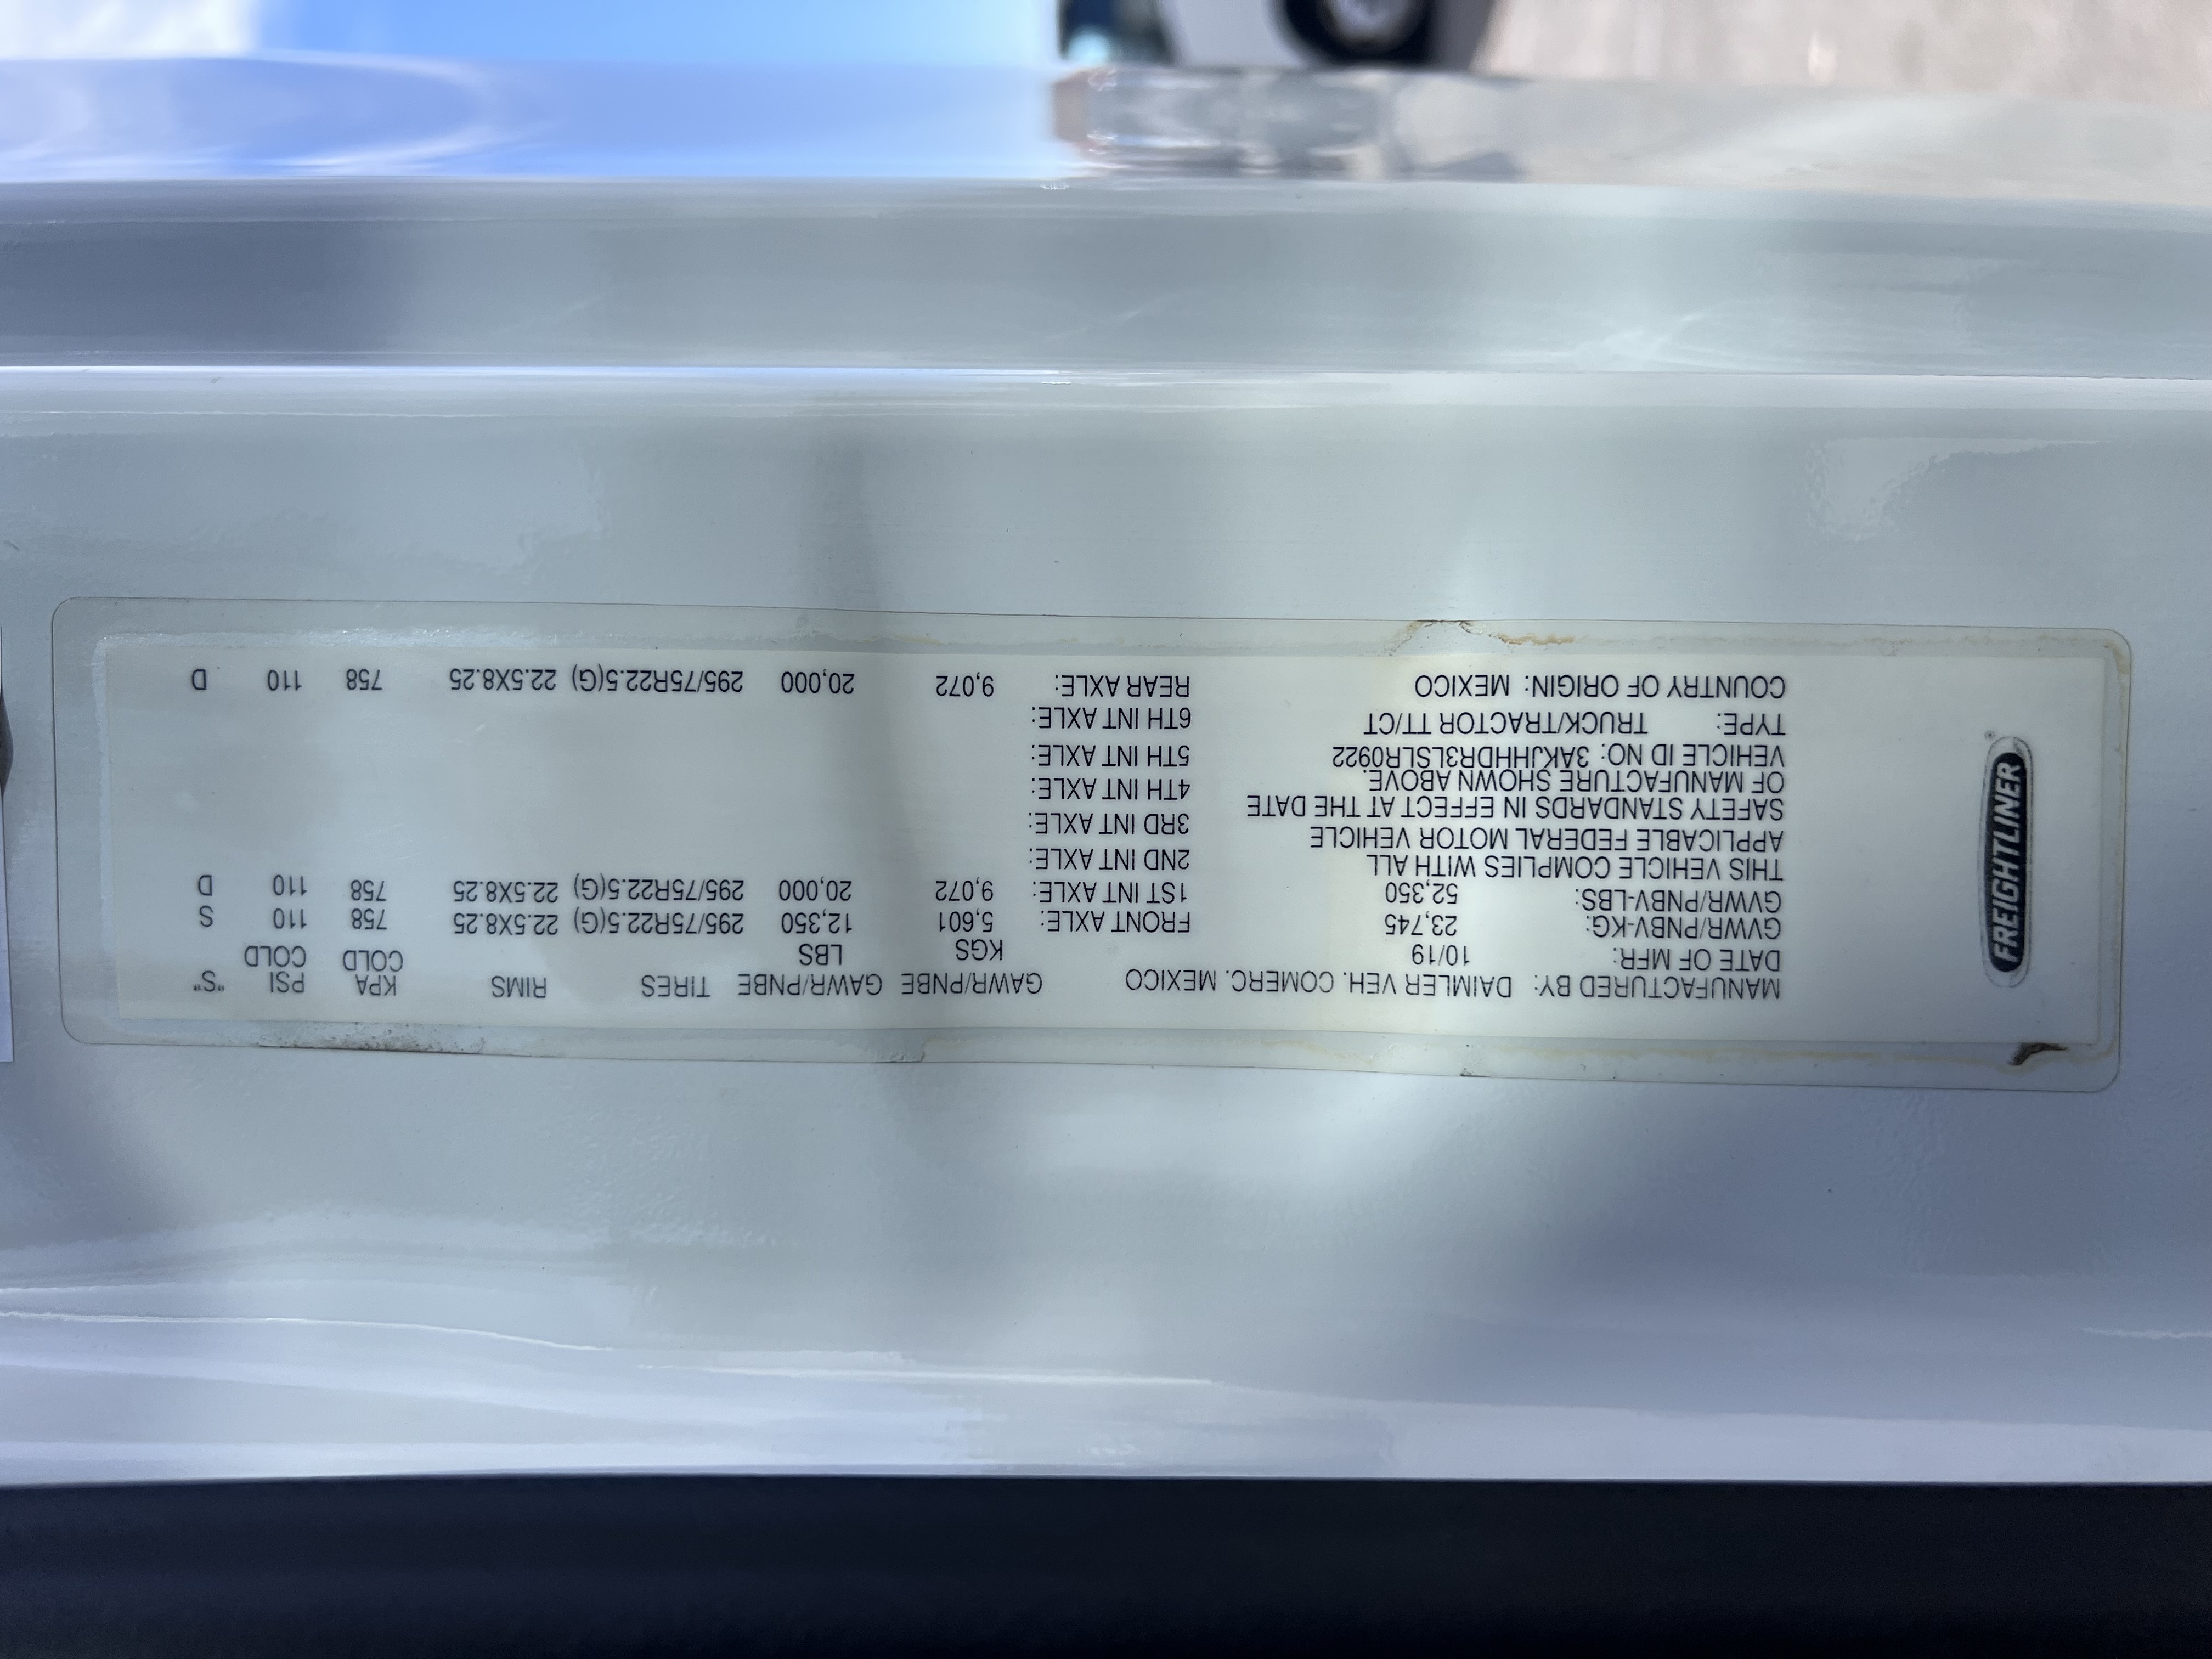 FREIGHTLINER
MANUFACTURED BY: DAIMLER VEH. COMERC. MEXICO
DATE OF MFR: 10/19
GVWR/PNBV-KG: 23,745
GVWR/PNBV-LBS: 52,350
THIS VEHICLE COMPLIES WITH ALL
APPLICABLE FEDERAL MOTOR VEHICLE
SAFETY STANDARDS IN EFFECT AT THE DATE
OF MANUFACTURE SHOWN ABOVE.
VEHICLE ID NO: 3AKJHHDR3LSLR0922
TYPE: TRUCK/TRACTOR TT/CT
COUNTRY OF ORIGIN: MEXICO
GAWR/PNBE GAWR/PNBE TIRES RIMS KPA PSI "S"
KGS LBS COLD COLD
FRONT AXLE: 5,601 12,350 295/75R22.5(G) 22.5X8.25 758 110 S
1ST INT AXLE: 9,072 20,000 295/75R22.5(G) 22.5X8.25 758 110 D
2ND INT AXLE:
3RD INT AXLE:
4TH INT AXLE:
5TH INT AXLE:
6TH INT AXLE:
REAR AXLE: 9,072 20,000 295/75R22.5(G) 22.5X8.25 758 110 D